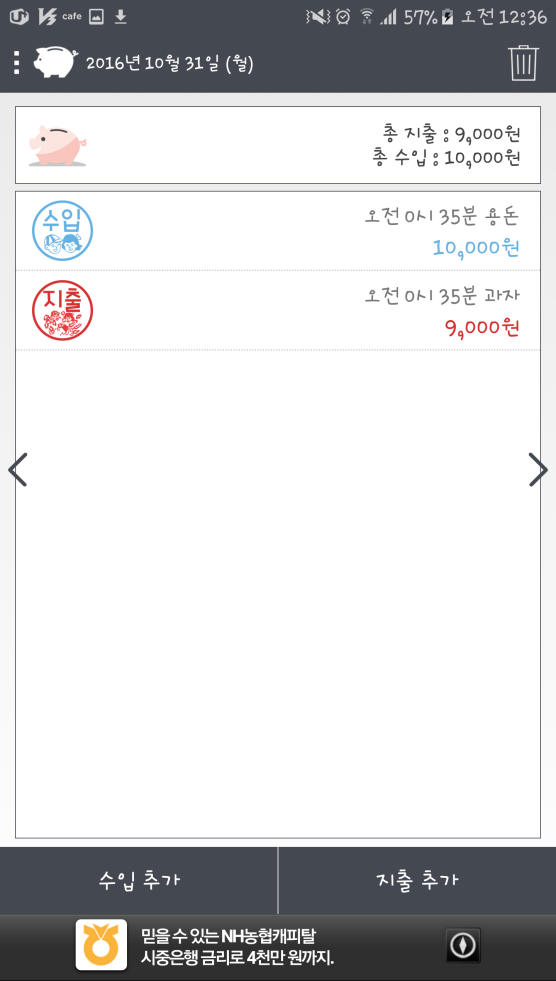 cafe 57% 오전 12:36
2016년 10월 31일 (월)
총 지출 : 9,000원
총 수입 : 10,000원
수입
오전 0시 35분 용돈
10,000원
지출
오전 0시 35분 과자
9,000원
수입 추가
지출 추가
믿을 수 있는 NH농협캐피탈
시중은행 금리로 4천만 원까지.